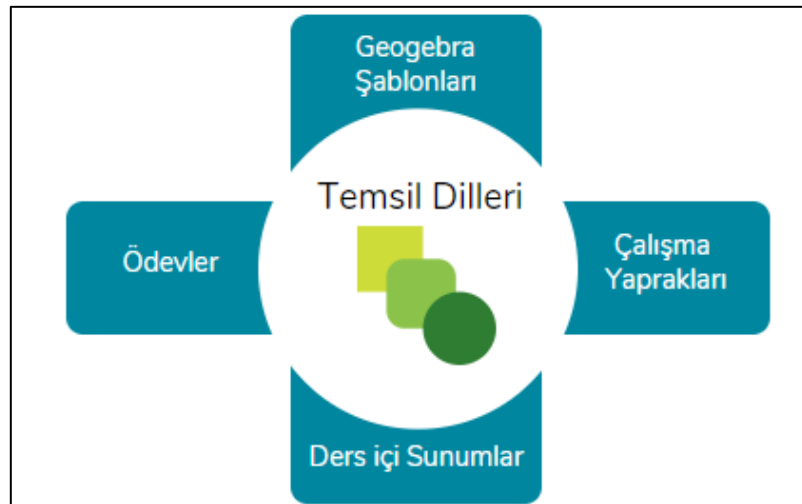 Geogebra
Şablonları
Temsil Dilleri
Ödevler
Çalışma
Yaprakları
Ders içi Sunumlar